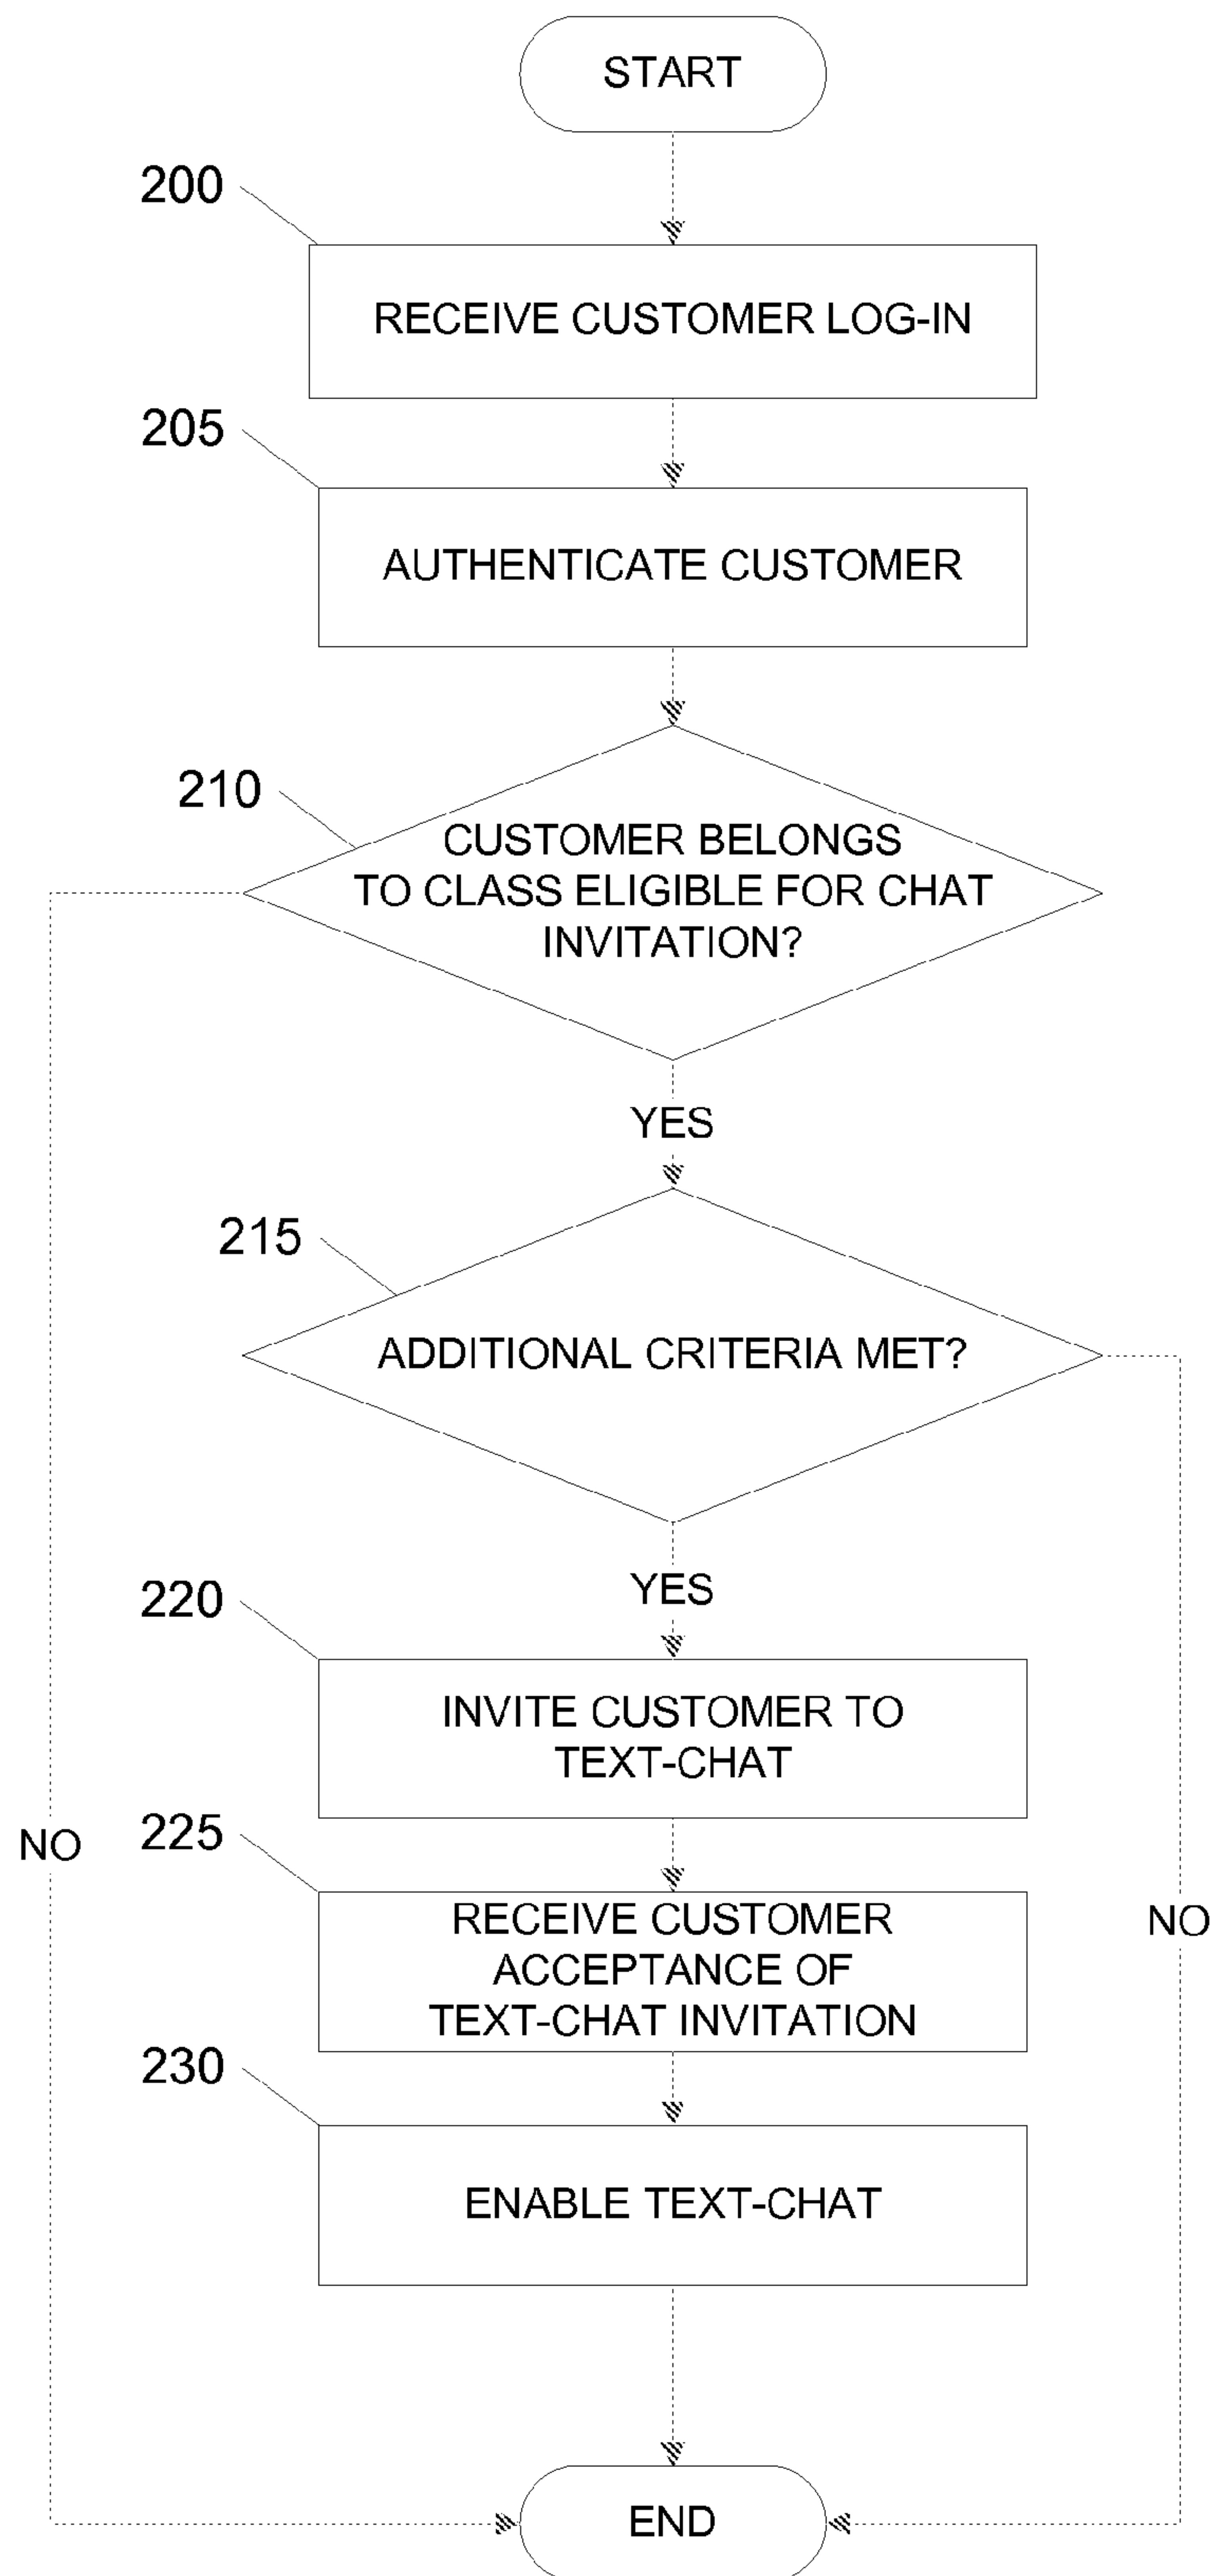 START
200
RECEIVE CUSTOMER LOG-IN
205
AUTHENTICATE CUSTOMER
210
CUSTOMER BELONGS
TO CLASS ELIGIBLE FOR CHAT
INVITATION?
YES
215
ADDITIONAL CRITERIA MET?
YES
220
INVITE CUSTOMER TO
TEXT-CHAT
NO
225
RECEIVE CUSTOMER
ACCEPTANCE OF
TEXT-CHAT INVITATION
NO
230
ENABLE TEXT-CHAT
END